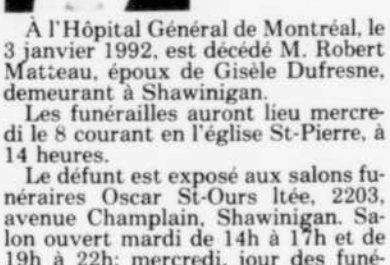 À l'Hôpital Général de Montréal, le
3 janvier 1992, est décédé M. Robert
Matteau, époux de Gisèle Dufresne,
demeurant à Shawinigan.
Les funérailles auront lieu mercre-
di le 8 courant en l'église St-Pierre, à
14 heures.
Le défunt est exposé aux salons fu-
néraires Oscar St-Ours ltée, 2203,
avenue Champlain, Shawinigan. Sa-
lon ouvert mardi de 14h à 17h et de
19h à 22h; mercredi, jour des funé-